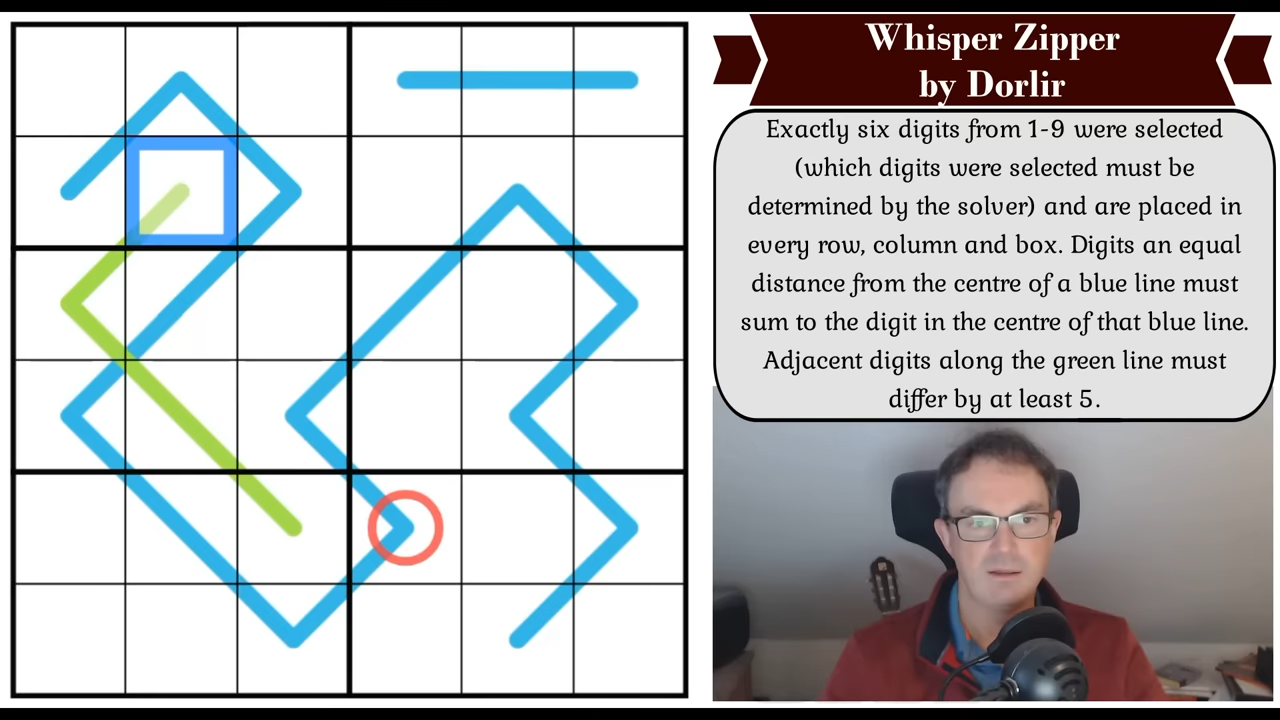 Whisper Zipper
by Dorlir
Exactly six digits from 1-9 were selected
(which digits were selected must be
determined by the solver) and are placed in
every row, column and box. Digits an equal
distance from the centre of a blue line must
sum to the digit in the centre of that blue line.
Adjacent digits along the green line must
differ by at least 5.